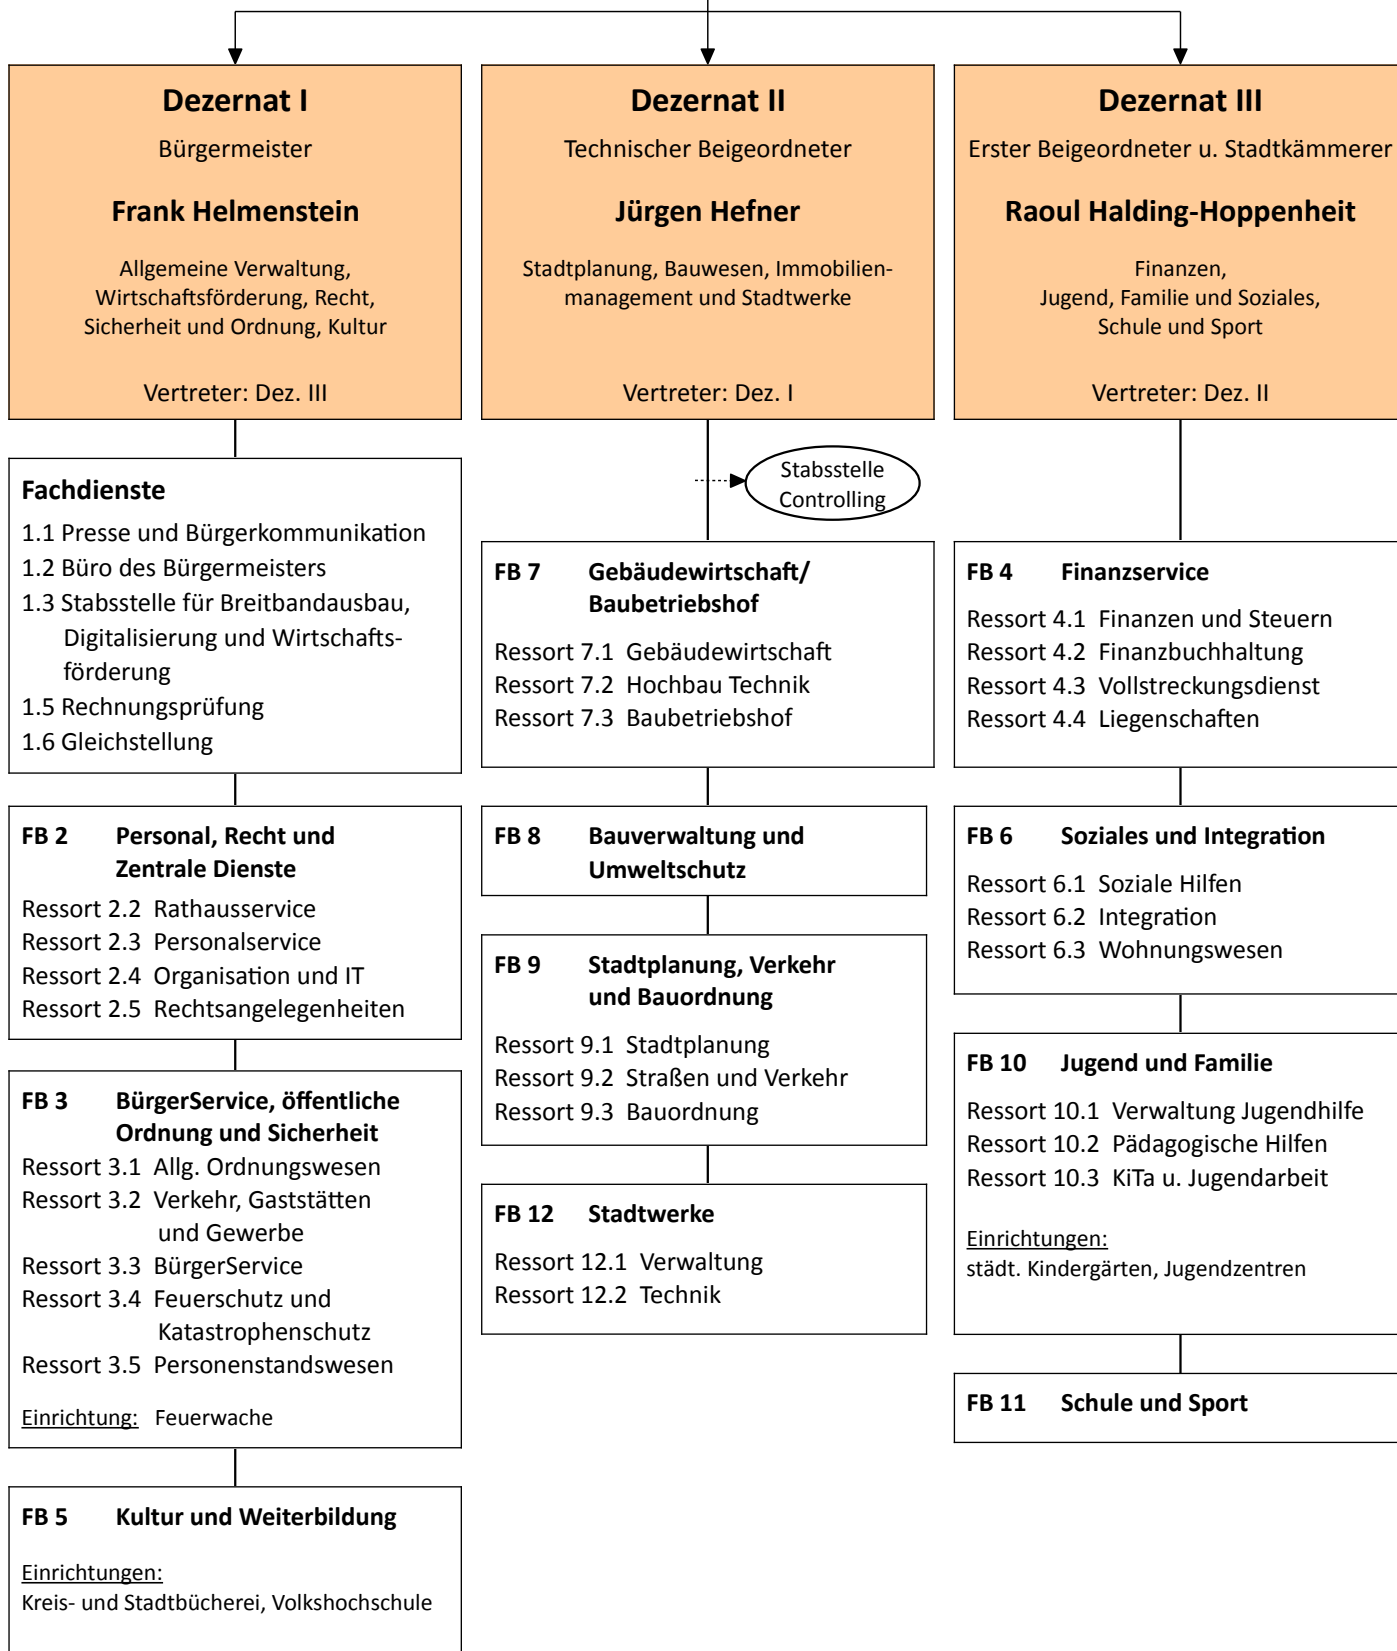 Dezernat I
Bürgermeister
Frank Helmenstein
Allgemeine Verwaltung,
Wirtschaftsförderung, Recht,
Sicherheit und Ordnung, Kultur
Vertreter: Dez. III
Fachdienste
1.1 Presse und Bürgerkommunikation
1.2 Büro des Bürgermeisters
1.3 Stabsstelle für Breitbandausbau,
Digitalisierung und Wirtschafts-
förderung
1.5 Rechnungsprüfung
1.6 Gleichstellung
FB 2 Personal, Recht und
Zentrale Dienste
Ressort 2.2 Rathausservice
Ressort 2.3 Personalservice
Ressort 2.4 Organisation und IT
Ressort 2.5 Rechtsangelegenheiten
FB 3 BürgerService, öffentliche
Ordnung und Sicherheit
Ressort 3.1 Allg. Ordnungswesen
Ressort 3.2 Verkehr, Gaststätten
und Gewerbe
Ressort 3.3 BürgerService
Ressort 3.4 Feuerschutz und
Katastrophenschutz
Ressort 3.5 Personenstandswesen
Einrichtung: Feuerwache
FB 5 Kultur und Weiterbildung
Einrichtungen:
Kreis- und Stadtbücherei, Volkshochschule
Dezernat II
Technischer Beigeordneter
Jürgen Hefner
Stadtplanung, Bauwesen, Immobilien-
management und Stadtwerke
Vertreter: Dez. I
Stabsstelle
Controlling
FB 7 Gebäudewirtschaft/
Baubetriebshof
Ressort 7.1 Gebäudewirtschaft
Ressort 7.2 Hochbau Technik
Ressort 7.3 Baubetriebshof
FB 8 Bauverwaltung und
Umweltschutz
FB 9 Stadtplanung, Verkehr
und Bauordnung
Ressort 9.1 Stadtplanung
Ressort 9.2 Straßen und Verkehr
Ressort 9.3 Bauordnung
FB 12 Stadtwerke
Ressort 12.1 Verwaltung
Ressort 12.2 Technik
Dezernat III
Erster Beigeordneter u. Stadtkämmerer
Raoul Halding-Hoppenheit
Finanzen,
Jugend, Familie und Soziales,
Schule und Sport
Vertreter: Dez. II
FB 4 Finanzservice
Ressort 4.1 Finanzen und Steuern
Ressort 4.2 Finanzbuchhaltung
Ressort 4.3 Vollstreckungsdienst
Ressort 4.4 Liegenschaften
FB 6 Soziales und Integration
Ressort 6.1 Soziale Hilfen
Ressort 6.2 Integration
Ressort 6.3 Wohnungswesen
FB 10 Jugend und Familie
Ressort 10.1 Verwaltung Jugendhilfe
Ressort 10.2 Pädagogische Hilfen
Ressort 10.3 KiTa u. Jugendarbeit
Einrichtungen:
städt. Kindergärten, Jugendzentren
FB 11 Schule und Sport